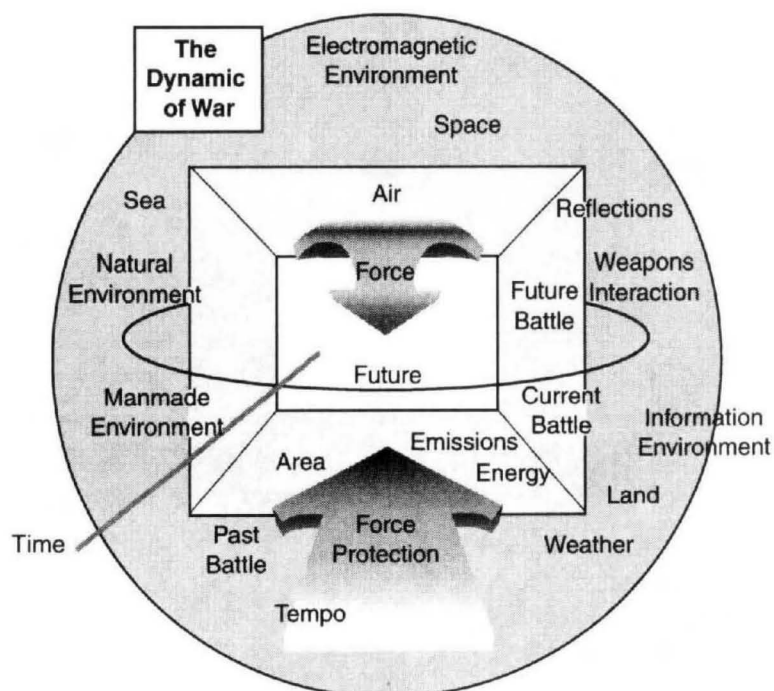 The
Dynamic
of War
Electromagnetic
Environment
Space
Sea
Air
Reflections
Natural
Environment
Force
Weapons
Interaction
Future
Battle
Future
Manmade
Environment
Current
Battle
Information
Environment
Area
Emissions
Energy
Land
Time
Past
Battle
Force
Protection
Weather
Tempo